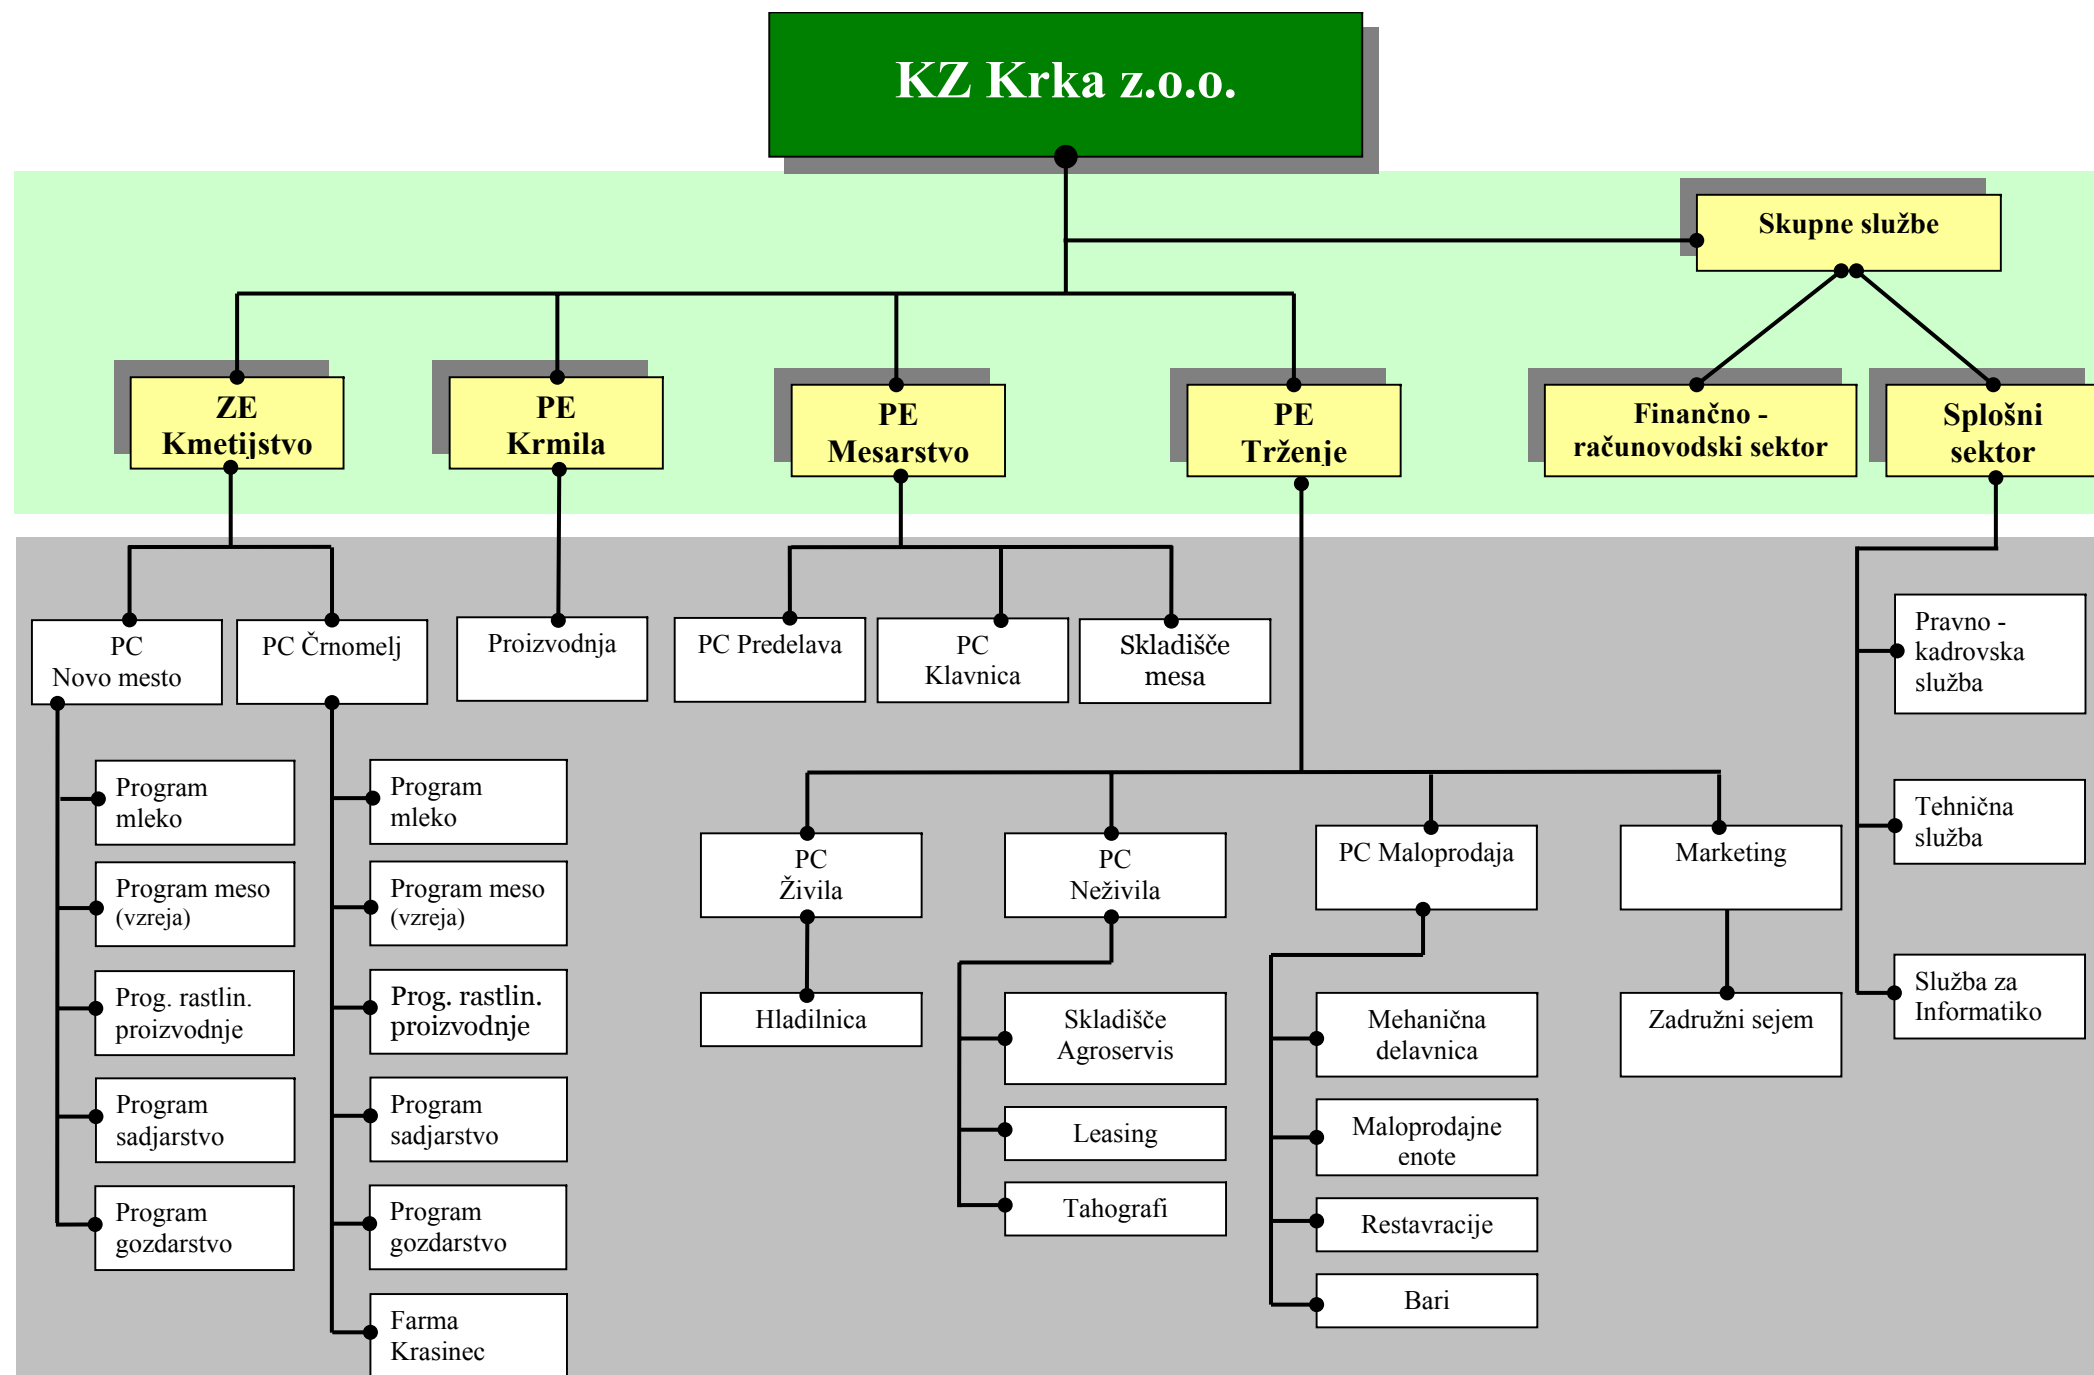 KZ Krka z.o.o.
Skupne službe
ZE
Kmetijstvo
PE
Krmila
PE
Mesarstvo
PE
Trženje
Finančno -
računovodski sektor
Splošni
sektor
PC
Novo mesto
PC Črnomelj
Proizvodnja
PC Predelava
PC
Klavnica
Skladišče
mesa
Pravno -
kadrovska
služba
Program
mleko
Program meso
(vzreja)
Prog. rastlin.
proizvodnje
Program
sadjarstvo
Program
gozdarstvo
Program
mleko
Program meso
(vzreja)
Prog. rastlin.
proizvodnje
Program
sadjarstvo
Program
gozdarstvo
Farma
Krasinec
PC
Živila
Hladilnica
PC
Neživila
Skladišče
Agroservis
Leasing
Tahografi
PC Maloprodaja
Mehanična
delavnica
Maloprodajne
enote
Restavracije
Bari
Marketing
Zadružni sejem
Tehnična
služba
Služba za
Informatiko